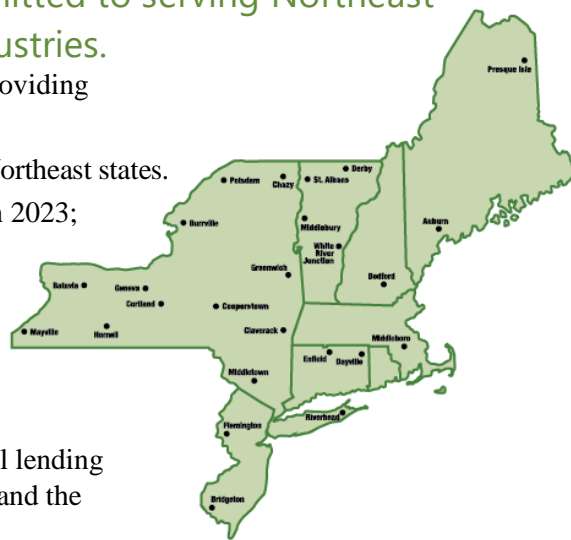 mitted to serving Northeast
ustries.
oviding
Northeast states.
n 2023;
l lending
and the
Presque Isle
Derby
Potsdam
Chazy
St. Albans
Burrville
Middlebury
Auburn
White
River
Junction
Greenwich
Bedford
Batavia
Geneva
Cortland
Cooperstown
Mayville
Hornell
Claverack
Middleboro
Enfield
Dayville
Middletown
Riverhead
Flemington
Bridgeton